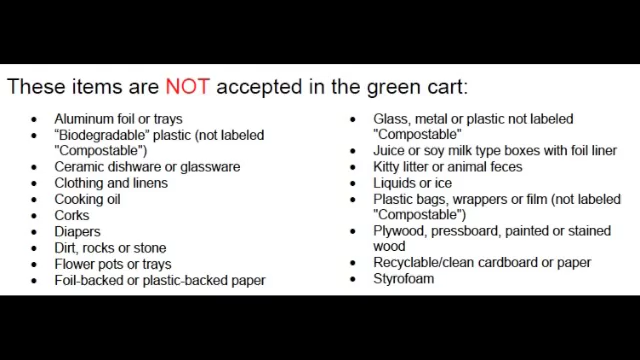 These items are NOT accepted in the green cart:
• Aluminum foil or trays
• "Biodegradable" plastic (not labeled
"Compostable")
• Ceramic dishware or glassware
• Clothing and linens
• Cooking oil
• Corks
• Diapers
• Dirt, rocks or stone
• Flower pots or trays
• Foil-backed or plastic-backed paper
• Glass, metal or plastic not labeled
"Compostable"
• Juice or soy milk type boxes with foil liner
• Kitty litter or animal feces
• Liquids or ice
• Plastic bags, wrappers or film (not labeled
"Compostable")
• Plywood, pressboard, painted or stained
wood
• Recyclable/clean cardboard or paper
• Styrofoam